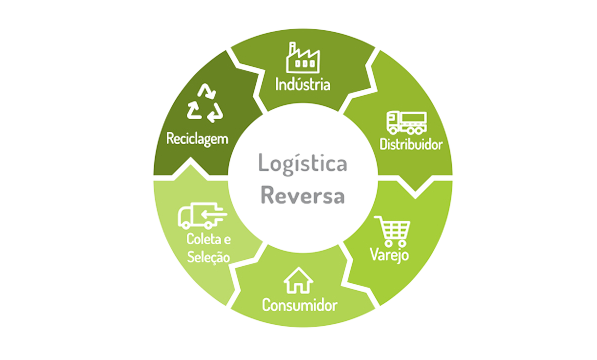 Indústria
Distribuidor
Varejo
Consumidor
Coleta e
Seleção
Reciclagem
Logística
Reversa